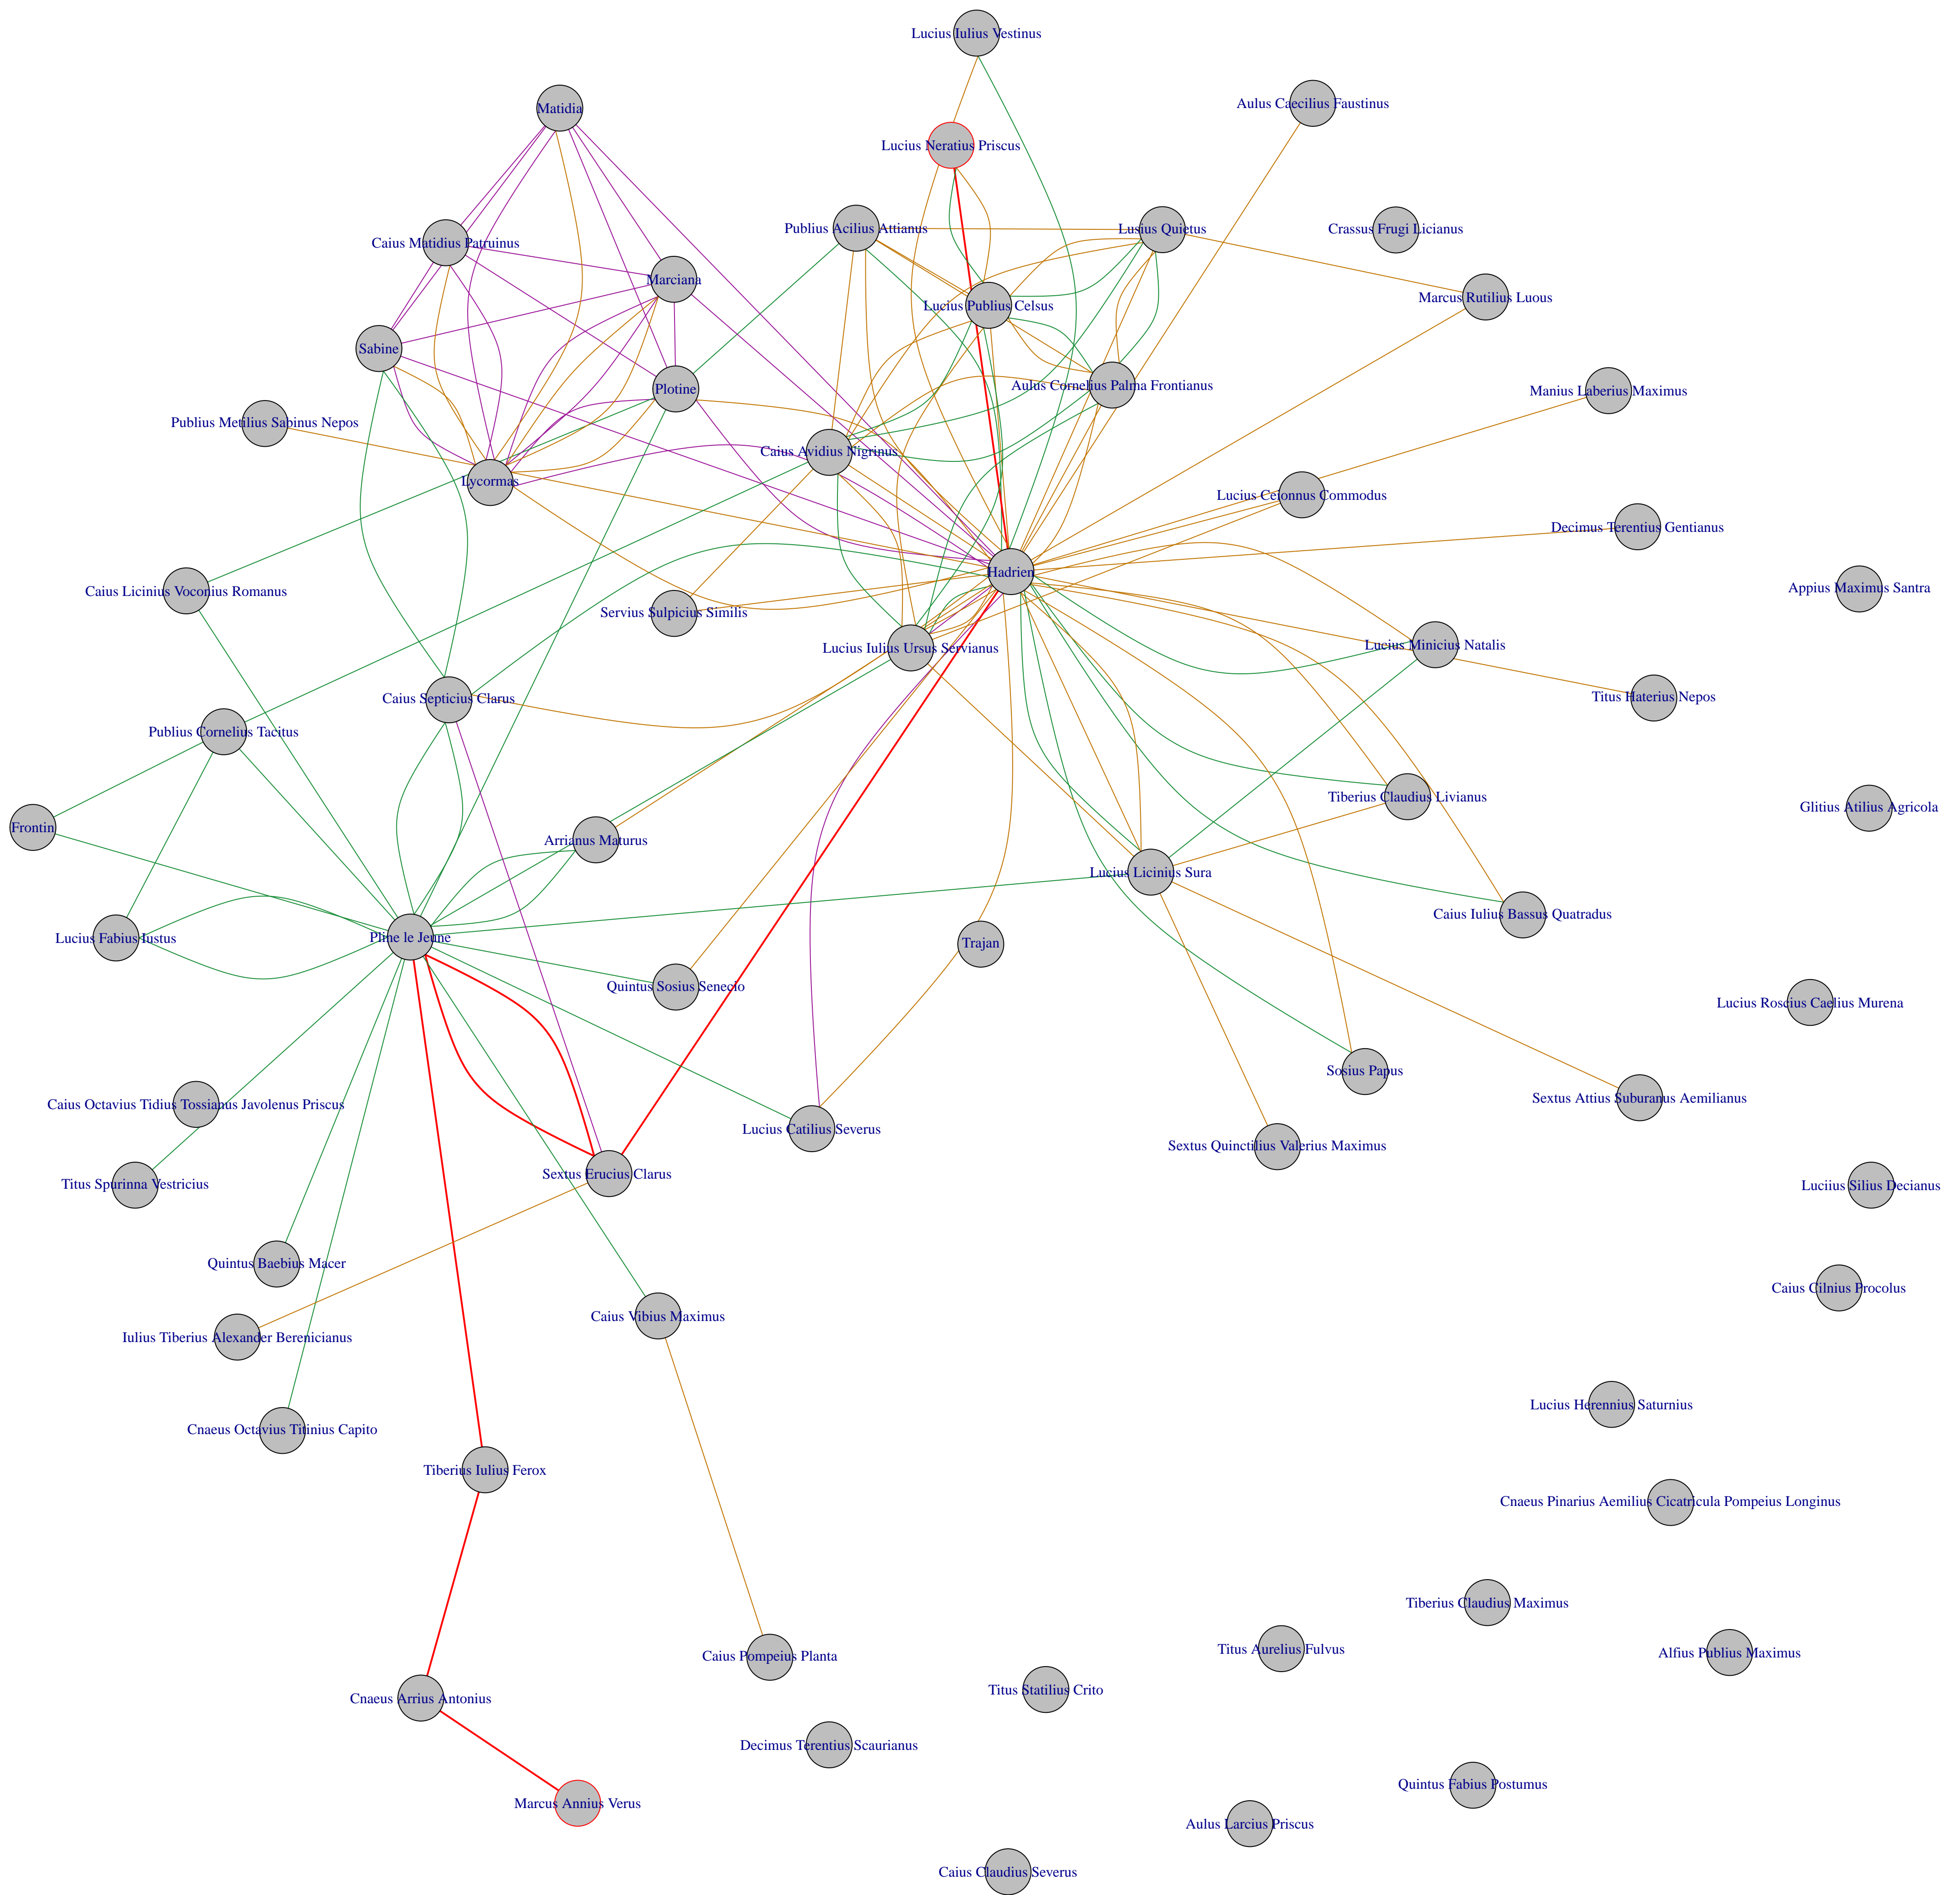 Lucius Iulius Vestinus
Aulus Caecilius Faustinus
Matidia
Lucius Neratius Priscus
Publius Acilius Attianus
Lusius Quietus
Crassus Frugi Licianus
Caius Matidius Patruinus
Marciana
Marcus Rutilius Luous
Lucius Publius Celsus
Sabine
Plotine
Aulus Cornelius Palma Frontianus
Manius Laberius Maximus
Publius Metilius Sabinus Nepos
Caius Avidius Nigrinus
Lycormas
Lucius Ceionnus Commodus
Decimus Terentius Gentianus
Hadrien
Caius Licinius Voconius Romanus
Appius Maximus Santra
Servius Sulpicius Similis
Lucius Iulius Ursus Servianus
Lucius Minicius Natalis
Caius Septicius Clarus
Titus Haterius Nepos
Publius Cornelius Tacitus
Tiberius Claudius Livianus
Glitius Atilius Agricola
Frontin
Arrianus Maturus
Lucius Licinius Sura
Caius Iulius Bassus Quatradus
Lucius Fabius Iustus
Pline le Jeune
Trajan
Quintus Sosius Senecio
Lucius Roscius Caelius Murena
Sosius Papus
Caius Octavius Tidius Tossianus Javolenus Priscus
Sextus Attius Suburanus Aemilianus
Lucius Catilius Severus
Sextus Quinctilius Valerius Maximus
Sextus Erucius Clarus
Titus Spurinna Vestricius
Luciius Silius Decianus
Quintus Baebius Macer
Caius Cilnius Procolus
Caius Vibius Maximus
Iulius Tiberius Alexander Berenicianus
Lucius Herennius Saturnius
Cnaeus Octavius Titinius Capito
Tiberius Iulius Ferox
Cnaeus Pinarius Aemilius Cicatricula Pompeius Longinus
Tiberius Claudius Maximus
Titus Aurelius Fulvus
Alfius Publius Maximus
Caius Pompeius Planta
Titus Statilius Crito
Cnaeus Arrius Antonius
Decimus Terentius Scaurianus
Quintus Fabius Postumus
Marcus Annius Verus
Aulus Larcius Priscus
Caius Claudius Severus